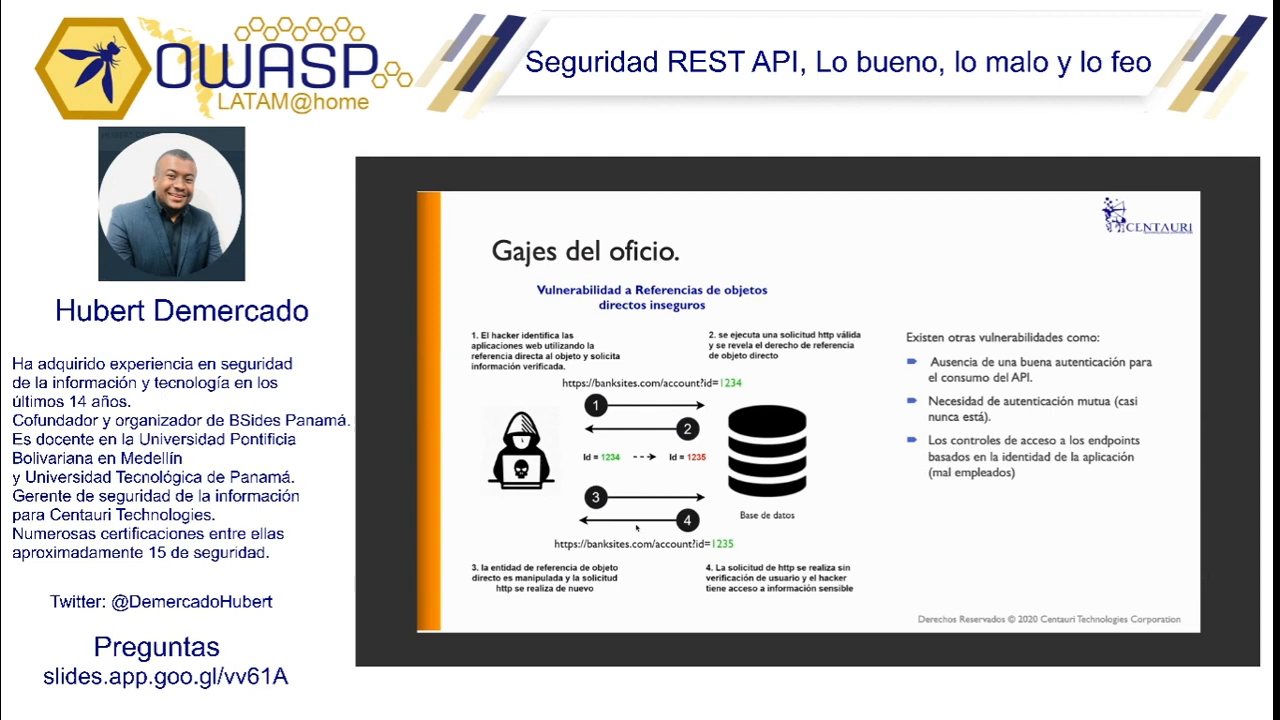 OWASP
LATAM@home
Seguridad REST API, Lo bueno, lo malo y lo feo
Hubert Demercado
Ha adquirido experiencia en seguridad
de la información y tecnología en los
últimos 14 años.
Cofundador y organizador de BSides Panamá.
Es docente en la Universidad Pontificia
Bolivariana en Medellín
y Universidad Tecnológica de Panamá.
Gerente de seguridad de la información
para Centauri Technologies.
Numerosas certificaciones entre ellas
aproximadamente 15 de seguridad.
Twitter: @DemercadoHubert
Preguntas
slides.app.goo.gl/vv61A
CENTAURI
Gajes del oficio.
Vulnerabilidad a Referencias de objetos
directos inseguros
1. El hacker identifica las
aplicaciones web utilizando la
referencia directa al objeto y solicita
información verificada.
2. se ejecuta una solicitud http válida
y se revela el derecho de referencia
de objeto directo
https://banksites.com/account?id=1234
1
2
Id = 1234 --→ Id = 1235
3
4
Base de datos
https://banksites.com/account?id=1235
3. la entidad de referencia de objeto
directo es manipulada y la solicitud
http se realiza de nuevo
4. La solicitud de http se realiza sin
verificación de usuario y el hacker
tiene acceso a información sensible
Existen otras vulnerabilidades como:
Ausencia de una buena autenticación para
el consumo del API.
Necesidad de autenticación mutua (casi
nunca está).
Los controles de acceso a los endpoints
basados en la identidad de la aplicación
(mal empleados)
Derechos Reservados © 2020 Centauri Technologies Corporation